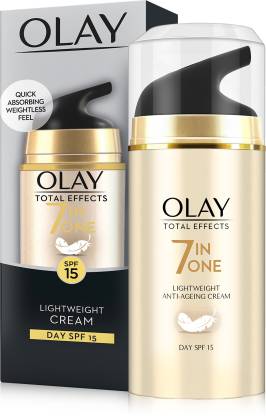 OLAY
QUICK
ABSORBING
WEIGHTLESS
FEEL
OLAY
TOTAL EFFECTS
7 IN
ONE
SPF
15
LIGHTWEIGHT
CREAM
DAY SPF 15
OLAY
TOTAL EFFECTS
7 IN
ONE
LIGHTWEIGHT
ANTI-AGEING CREAM
DAY SPF 15